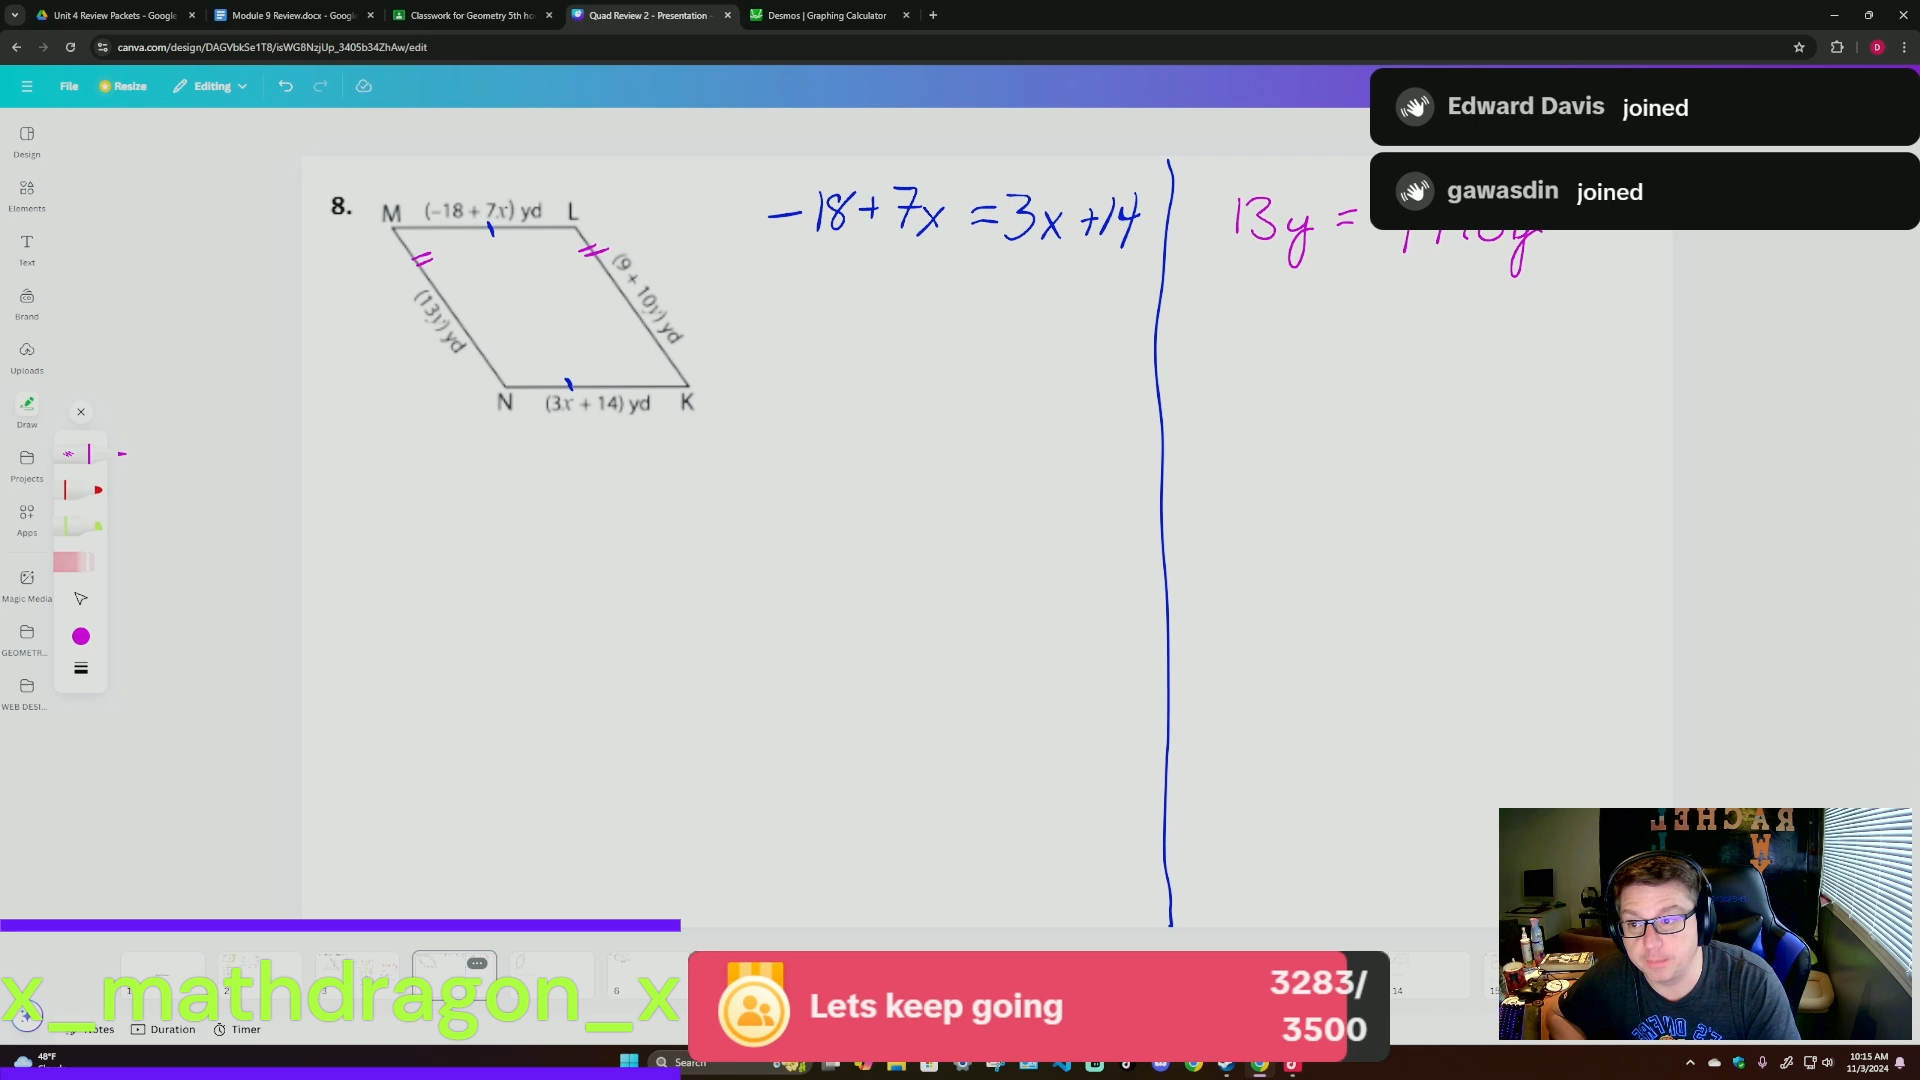 Unit 4 Review Packets - Google
Module 9 Review.docx - Google
Classwork for Geometry 5th ho
Quad Review 2 - Presentation
Desmos | Graphing Calculator
canva.com/design/DAGVbkSe1T8/isWG8NzjUp_3405b34ZhAw/edit
D
File
Resize
Editing
Edward Davis joined
gawasdin joined
Design
Elements
Text
Brand
Uploads
Draw
Projects
Apps
Magic Media
GEOMETR...
WEB DESI...
8.
M (-18 + 7x) yd L
(13y) yd
(9 + 10y) yd
N (3x + 14) yd K
-18+7x = 3x+14
13y =
RACHEL
x_mathdragon_x
Notes
Duration
Timer
6
14
Lets keep going
3283/
3500
48°F
Search
10:15 AM
11/3/2024